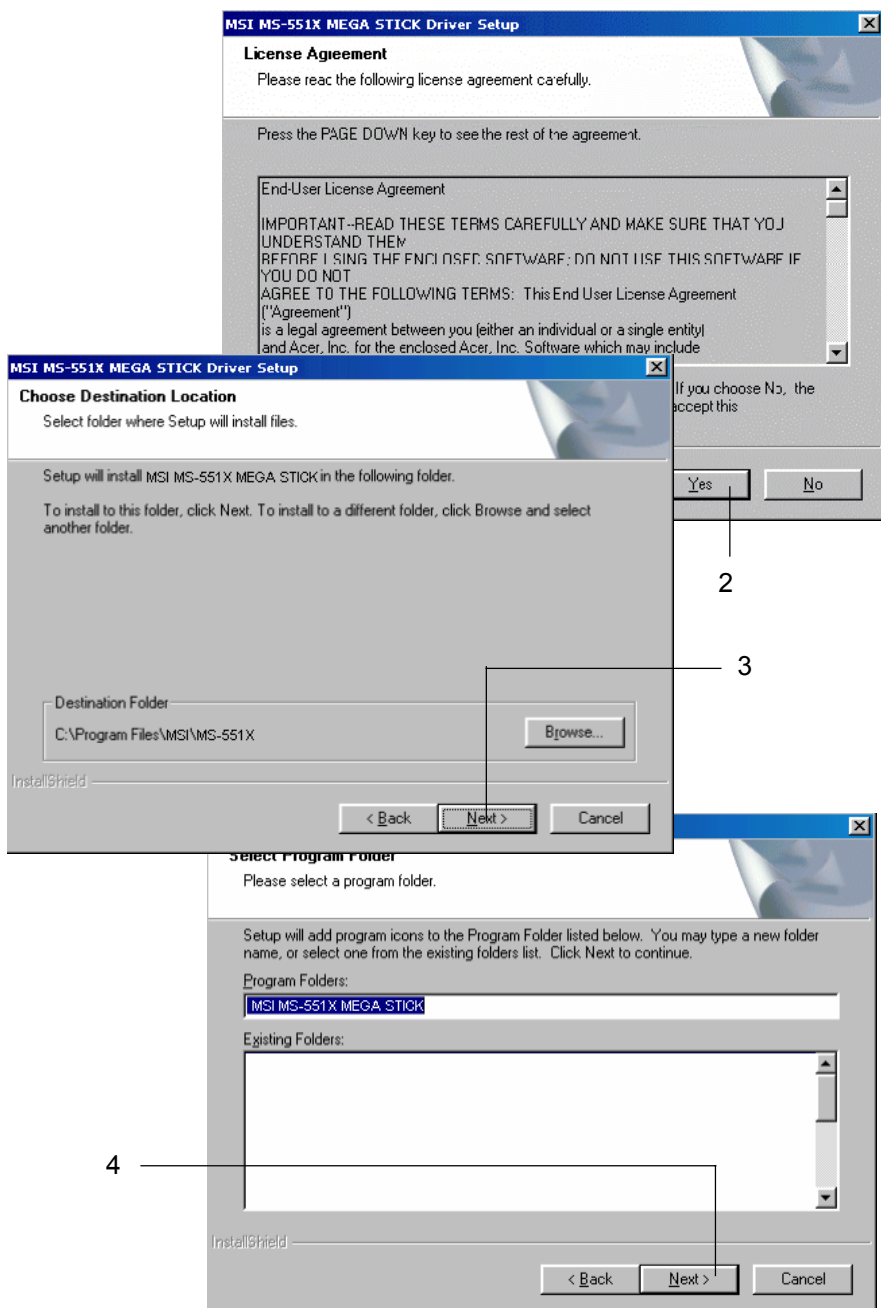 MSI MS-551X MEGA STICK Driver Setup
License Agreement
Please read the following license agreement carefully.
Press the PAGE DOWN key to see the rest of the agreement.
End-User License Agreement
IMPORTANT--READ THESE TERMS CAREFULLY AND MAKE SURE THAT YOU
UNDERSTAND THEM
BEFORE USING THE ENCLOSED SOFTWARE; DO NOT USE THIS SOFTWARE IF
YOU DO NOT
AGREE TO THE FOLLOWING TERMS: This End User License Agreement
("Agreement")
is a legal agreement between you (either an individual or a single entity)
and Acer, Inc. for the enclosed Acer, Inc. Software which may include
If you choose No, the
accept this
Yes
No
2
MSI MS-551X MEGA STICK Driver Setup
Choose Destination Location
Select folder where Setup will install files.
Setup will install MSI MS-551X MEGA STICK in the following folder.
To install to this folder, click Next. To install to a different folder, click Browse and select
another folder.
3
Destination Folder
C:\Program Files\MSI\MS-551X
Browse...
InstallShield
< Back
Next >
Cancel
Select Program Folder
Please select a program folder.
Setup will add program icons to the Program Folder listed below. You may type a new folder
name, or select one from the existing folders list. Click Next to continue.
Program Folders:
MSI MS-551X MEGA STICK
Existing Folders:
4
InstallShield
< Back
Next >
Cancel